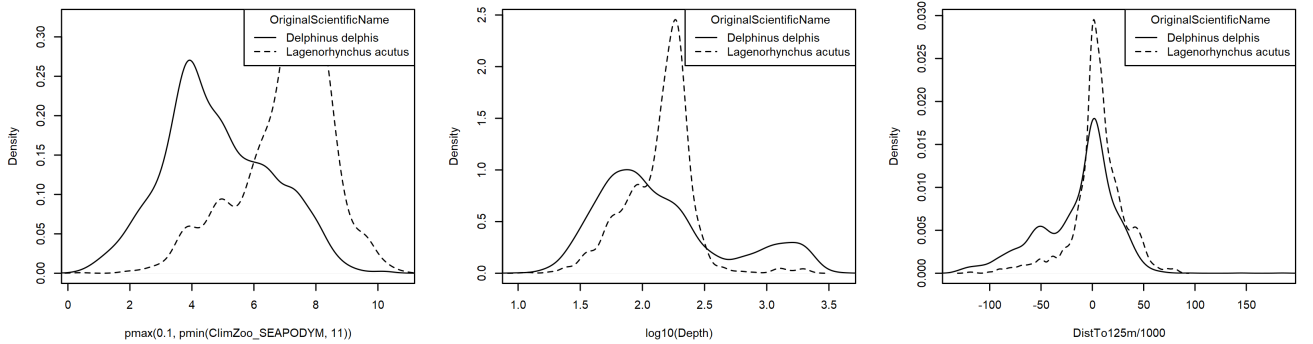 OriginalScientificName
Delphinus delphis
Lagenorhynchus acutus
Density
0.00
0.05
0.10
0.15
0.20
0.25
0.30
0 2 4 6 8 10
pmax(0.1, pmin(ClimZoo_SEAPODYM, 11))
OriginalScientificName
Delphinus delphis
Lagenorhynchus acutus
Density
0.0
0.5
1.0
1.5
2.0
2.5
1.0 1.5 2.0 2.5 3.0 3.5
log10(Depth)
OriginalScientificName
Delphinus delphis
Lagenorhynchus acutus
Density
0.000
0.005
0.010
0.015
0.020
0.025
0.030
-100 -50 0 50 100 150
DistTo125m/1000